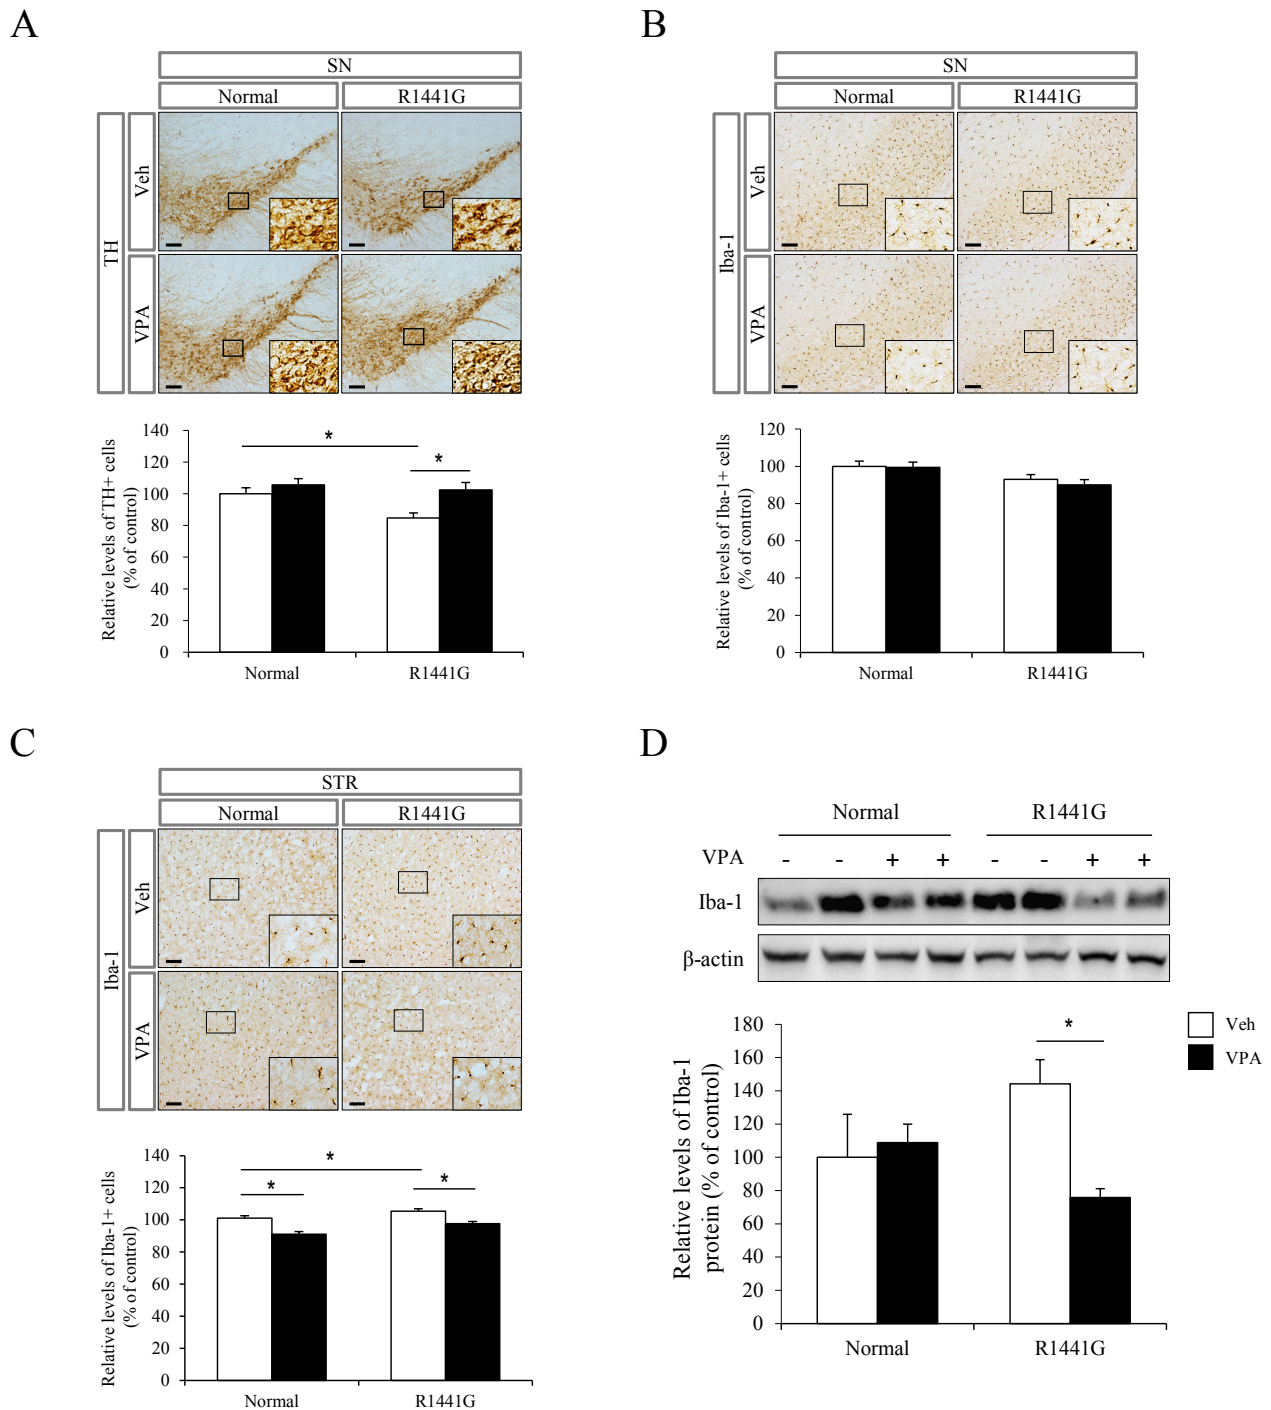 A
SN
Normal R1441G
TH
Veh
VPA
Relative levels of TH+ cells
(% of control)
140
120
100
80
60
40
20
0
*
*
Normal R1441G
B
SN
Normal R1441G
Iba-1
Veh
VPA
Relative levels of Iba-1+ cells
(% of control)
120
100
80
60
40
20
0
Normal R1441G
C
STR
Normal R1441G
Iba-1
Veh
VPA
Relative levels of Iba-1+ cells
(% of control)
140
120
100
80
60
40
20
0
*
*
*
Normal R1441G
D
Normal R1441G
VPA - - + + - - + +
Iba-1
β-actin
Relative levels of Iba-1
protein (% of control)
180
160
140
120
100
80
60
40
20
0
*
Normal R1441G
Veh
VPA